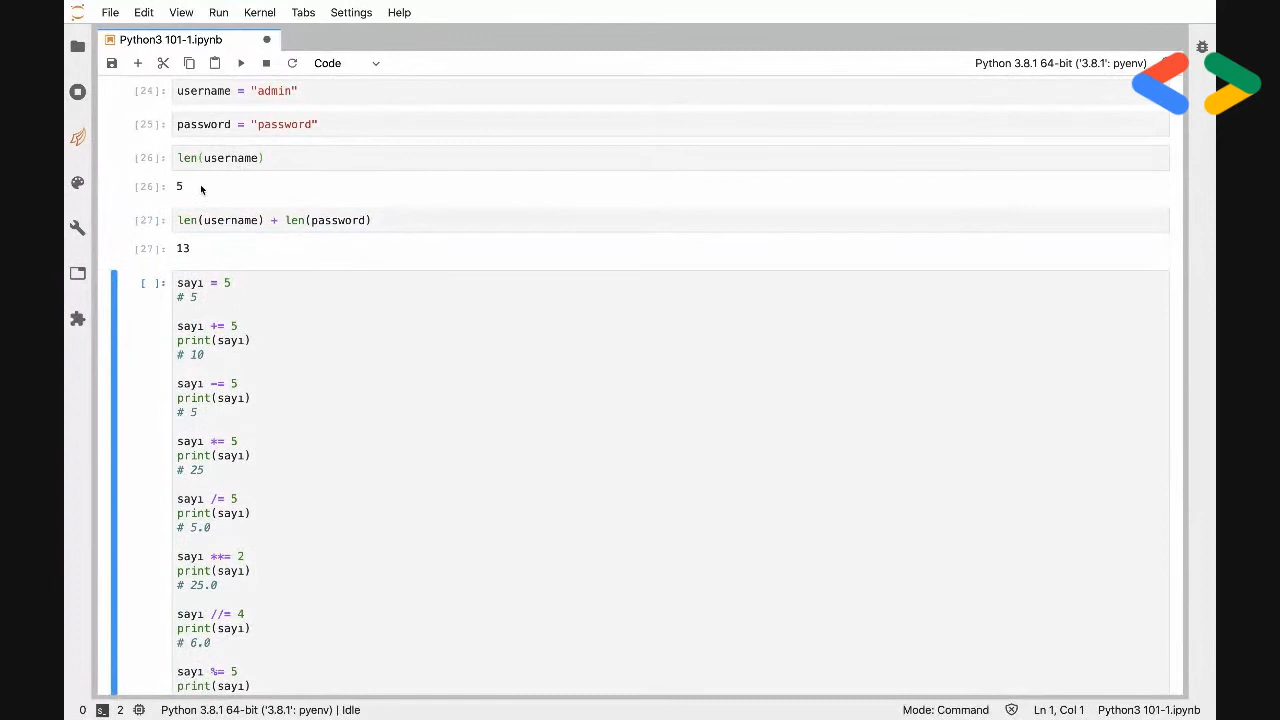 File Edit View Run Kernel Tabs Settings Help
Python3 101-1.ipynb
Code
Python 3.8.1 64-bit ('3.8.1': pyenv)
[24]: username = "admin"
[25]: password = "password"
[26]: len(username)
[26]: 5
[27]: len(username) + len(password)
[27]: 13
[ ]: sayı = 5
# 5
sayı += 5
print(sayı)
# 10
sayı -= 5
print(sayı)
# 5
sayı *= 5
print(sayı)
# 25
sayı /= 5
print(sayı)
# 5.0
sayı **= 2
print(sayı)
# 25.0
sayı //= 4
print(sayı)
# 6.0
sayı %= 5
print(sayı)
0 2 Python 3.8.1 64-bit ('3.8.1': pyenv) | Idle Mode: Command Ln 1, Col 1 Python3 101-1.ipynb